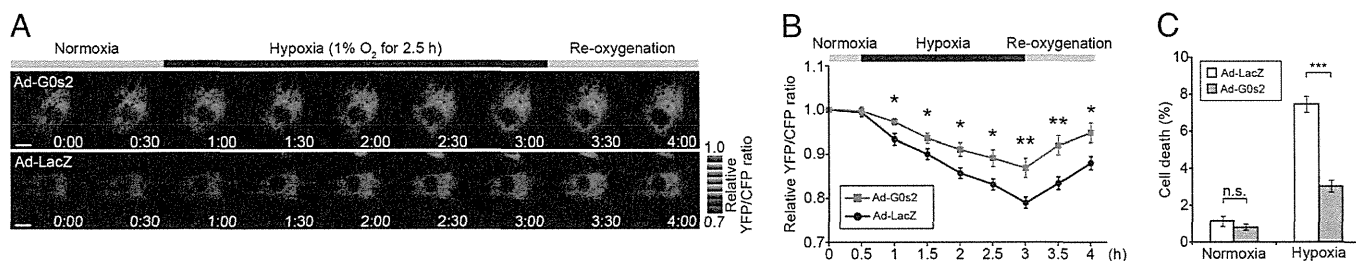 A
Normoxia
Hypoxia (1% O2 for 2.5 h)
Re-oxygenation
Ad-G0s2
0:00
0:30
1:00
1:30
2:00
2:30
3:00
3:30
4:00
Ad-LacZ
0:00
0:30
1:00
1:30
2:00
2:30
3:00
3:30
4:00
1.0
Relative
YFP/CFP ratio
0.7
B
Normoxia
Hypoxia
Re-oxygenation
Relative YFP/CFP ratio
1.1
1.0
0.9
0.8
0.7
*
*
*
*
**
**
*
Ad-G0s2
Ad-LacZ
0
0.5
1
1.5
2
2.5
3
3.5
4
(h)
C
Cell death (%)
10
8
6
4
2
0
Ad-LacZ
Ad-G0s2
***
n.s.
Normoxia
Hypoxia